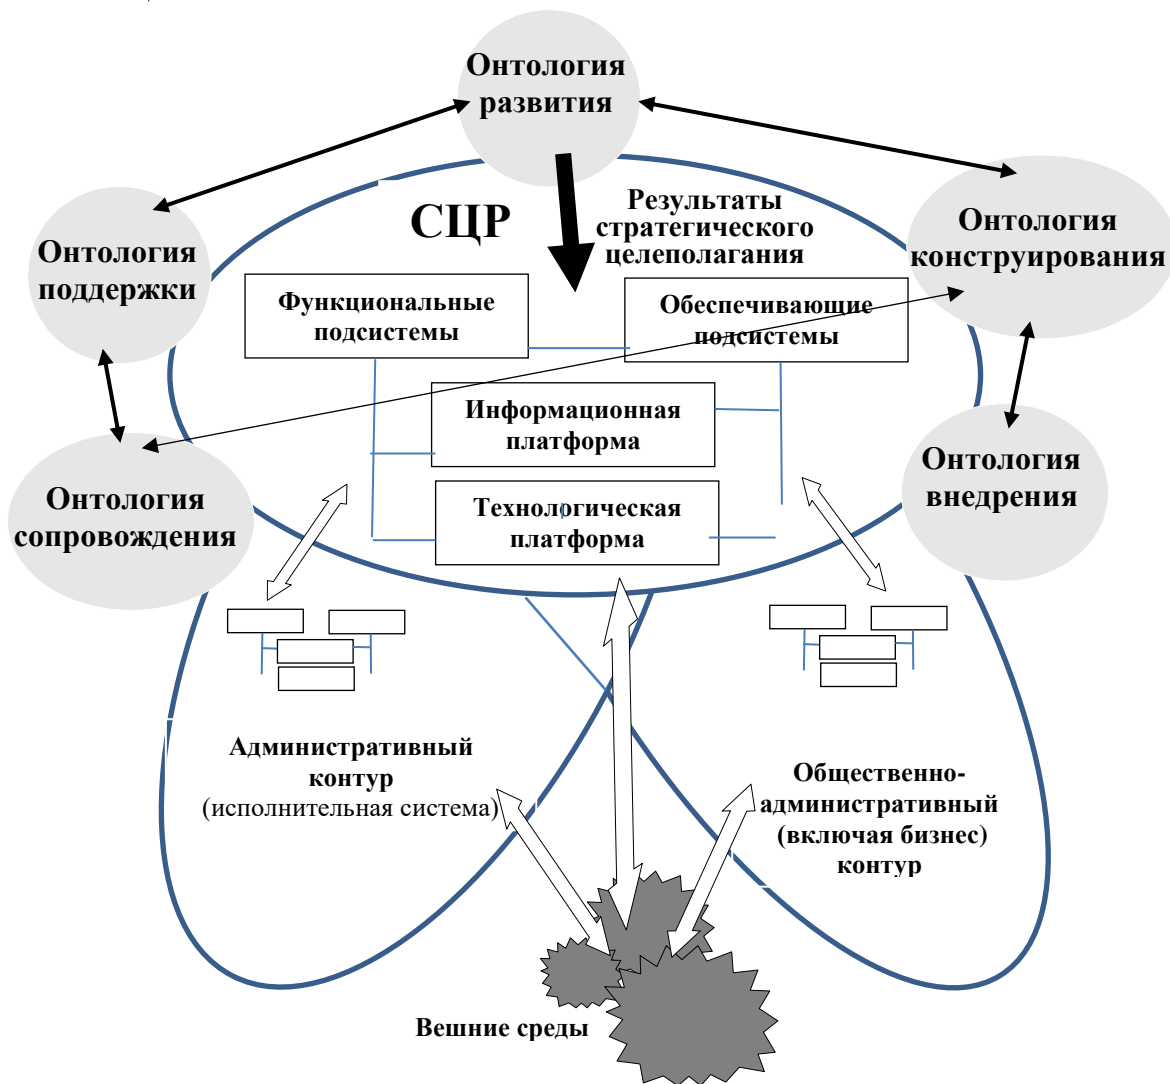 Онтология
развития
СЦР
Результаты
стратегического
целеполагания
Онтология
поддержки
Онтология
конструирования
Функциональные
подсистемы
Обеспечивающие
подсистемы
Информационная
платформа
Технологическая
платформа
Онтология
сопровождения
Онтология
внедрения
Административный
контур
(исполнительная система)
Общественно-
административный
(включая бизнес)
контур
Вешние среды